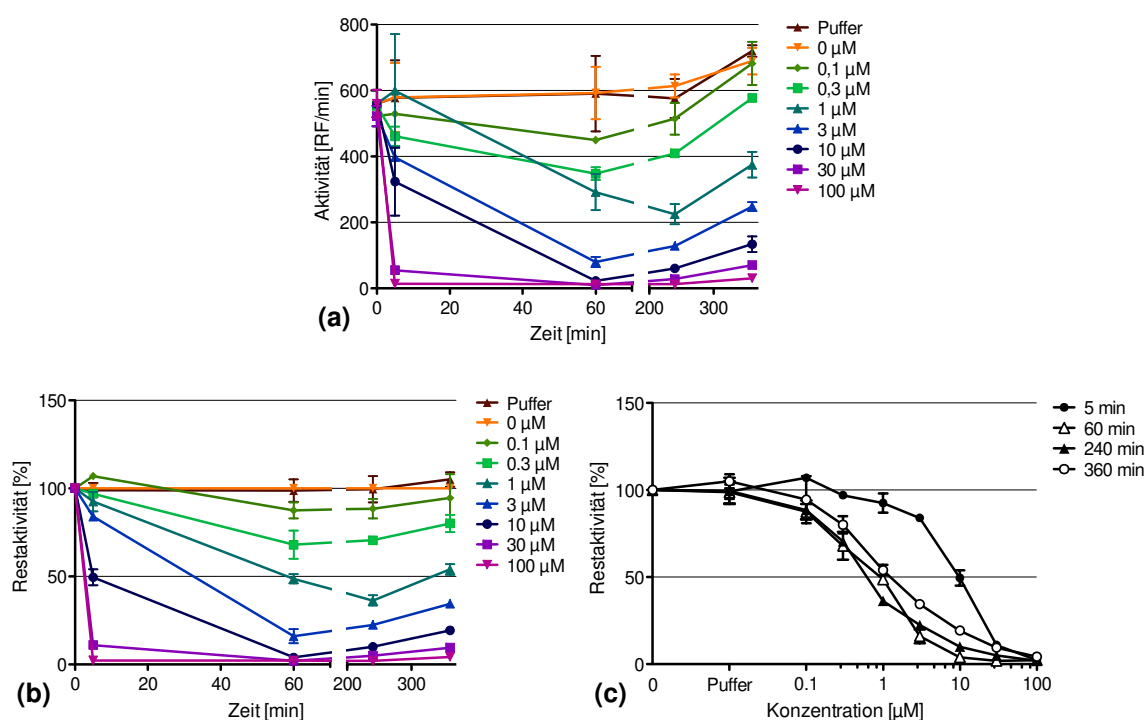 800
600
400
200
0
Aktivität [RF/min]
0 20 40 60 200 300
Zeit [min]
(a)
Puffer
0 µM
0,1 µM
0,3 µM
1 µM
3 µM
10 µM
30 µM
100 µM
150
100
50
0
Restaktivität [%]
0 20 40 60 200 300
Zeit [min]
(b)
Puffer
0 µM
0.1 µM
0.3 µM
1 µM
3 µM
10 µM
30 µM
100 µM
150
100
50
0
Restaktivität [%]
0 Puffer 0.1 1 10 100
Konzentration [µM]
(c)
5 min
60 min
240 min
360 min